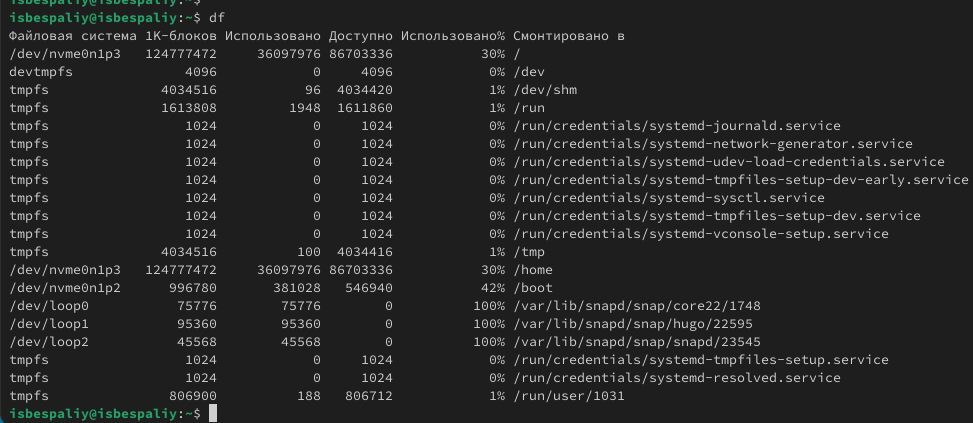 isbespaliy@isbespaliy:~$
isbespaliy@isbespaliy:~$ df
Файловая система 1K-блоков Использовано Доступно Использовано% Смонтировано в
/dev/nvme0n1p3 124777472 36097976 86703336 30% /
devtmpfs 4096 0 4096 0% /dev
tmpfs 4034516 96 4034420 1% /dev/shm
tmpfs 1613808 1948 1611860 1% /run
tmpfs 1024 0 1024 0% /run/credentials/systemd-journald.service
tmpfs 1024 0 1024 0% /run/credentials/systemd-network-generator.service
tmpfs 1024 0 1024 0% /run/credentials/systemd-udev-load-credentials.service
tmpfs 1024 0 1024 0% /run/credentials/systemd-tmpfiles-setup-dev-early.service
tmpfs 1024 0 1024 0% /run/credentials/systemd-sysctl.service
tmpfs 1024 0 1024 0% /run/credentials/systemd-tmpfiles-setup-dev.service
tmpfs 1024 0 1024 0% /run/credentials/systemd-vconsole-setup.service
tmpfs 4034516 100 4034416 1% /tmp
/dev/nvme0n1p3 124777472 36097976 86703336 30% /home
/dev/nvme0n1p2 996780 381028 546940 42% /boot
/dev/loop0 75776 75776 0 100% /var/lib/snapd/snap/core22/1748
/dev/loop1 95360 95360 0 100% /var/lib/snapd/snap/hugo/22595
/dev/loop2 45568 45568 0 100% /var/lib/snapd/snap/snapd/23545
tmpfs 1024 0 1024 0% /run/credentials/systemd-tmpfiles-setup.service
tmpfs 1024 0 1024 0% /run/credentials/systemd-resolved.service
tmpfs 806900 188 806712 1% /run/user/1031
isbespaliy@isbespaliy:~$